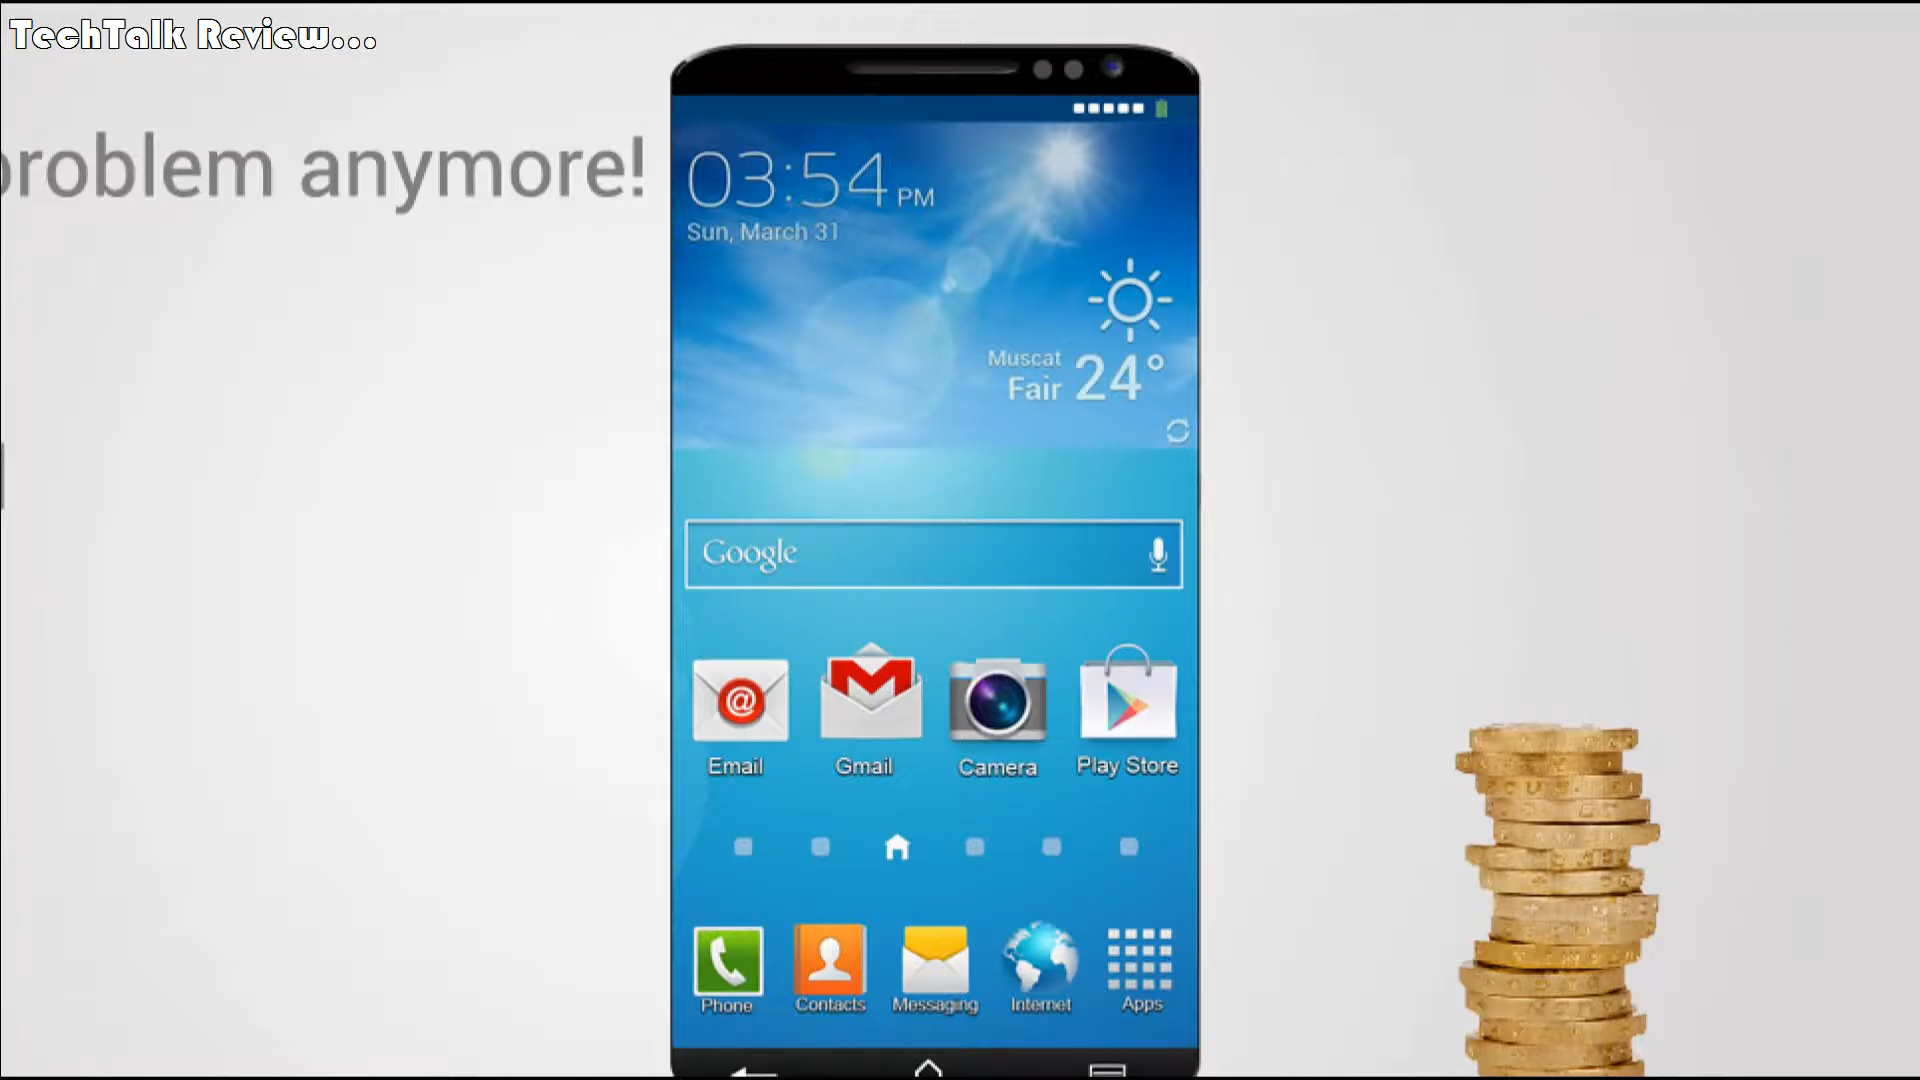 TechTalk Review...
problem anymore!
03:54 PM
Sun, March 31
Muscat
Fair 24°
Google
Email Gmail Camera Play Store
Phone Contacts Messaging Internet Apps